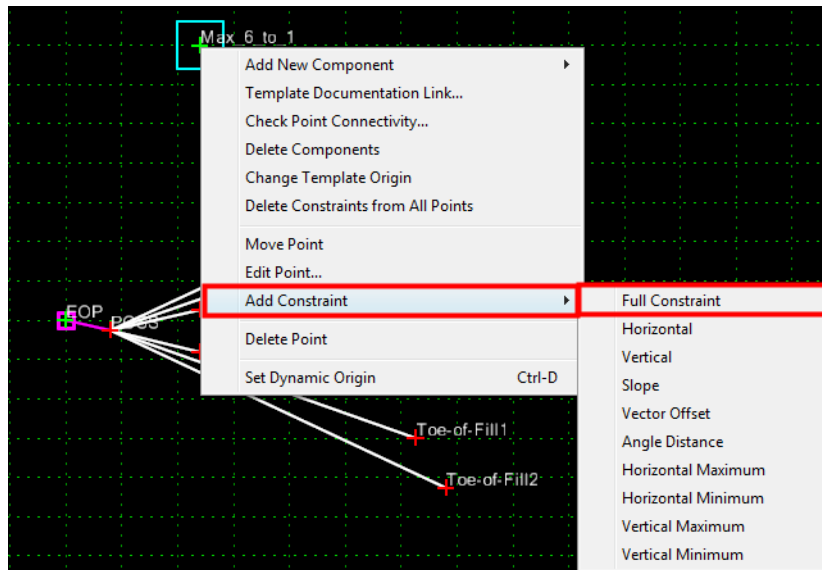 Max_6_to_1
Add New Component
Template Documentation Link...
Check Point Connectivity...
Delete Components
Change Template Origin
Delete Constraints from All Points
Move Point
Edit Point...
Add Constraint
Delete Point
Set Dynamic Origin Ctrl-D
Full Constraint
Horizontal
Vertical
Slope
Vector Offset
Angle Distance
Horizontal Maximum
Horizontal Minimum
Vertical Maximum
Vertical Minimum
EOP
Toe-of-Fill1
Toe-of-Fill2